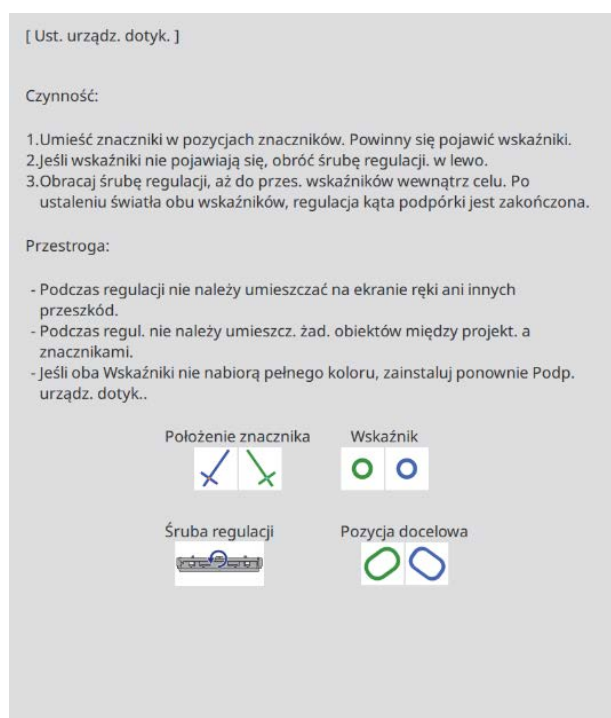 [ Ust. urządz. dotyk. ]
Czynność:
1.Umieść znaczniki w pozycjach znaczników. Powinny się pojawić wskaźniki.
2.Jeśli wskaźniki nie pojawiają się, obróć śrubę regulacji. w lewo.
3.Obracaj śrubę regulacji, aż do przes. wskaźników wewnątrz celu. Po
ustaleniu światła obu wskaźników, regulacja kąta podpórki jest zakończona.
Przestroga:
- Podczas regulacji nie należy umieszczać na ekranie ręki ani innych
przeszkód.
- Podczas regul. nie należy umieszcz. żad. obiektów między projekt. a
znacznikami.
- Jeśli oba Wskaźniki nie nabiorą pełnego koloru, zainstaluj ponownie Podp.
urządz. dotyk..
Położenie znacznika Wskaźnik
Śruba regulacji Pozycja docelowa